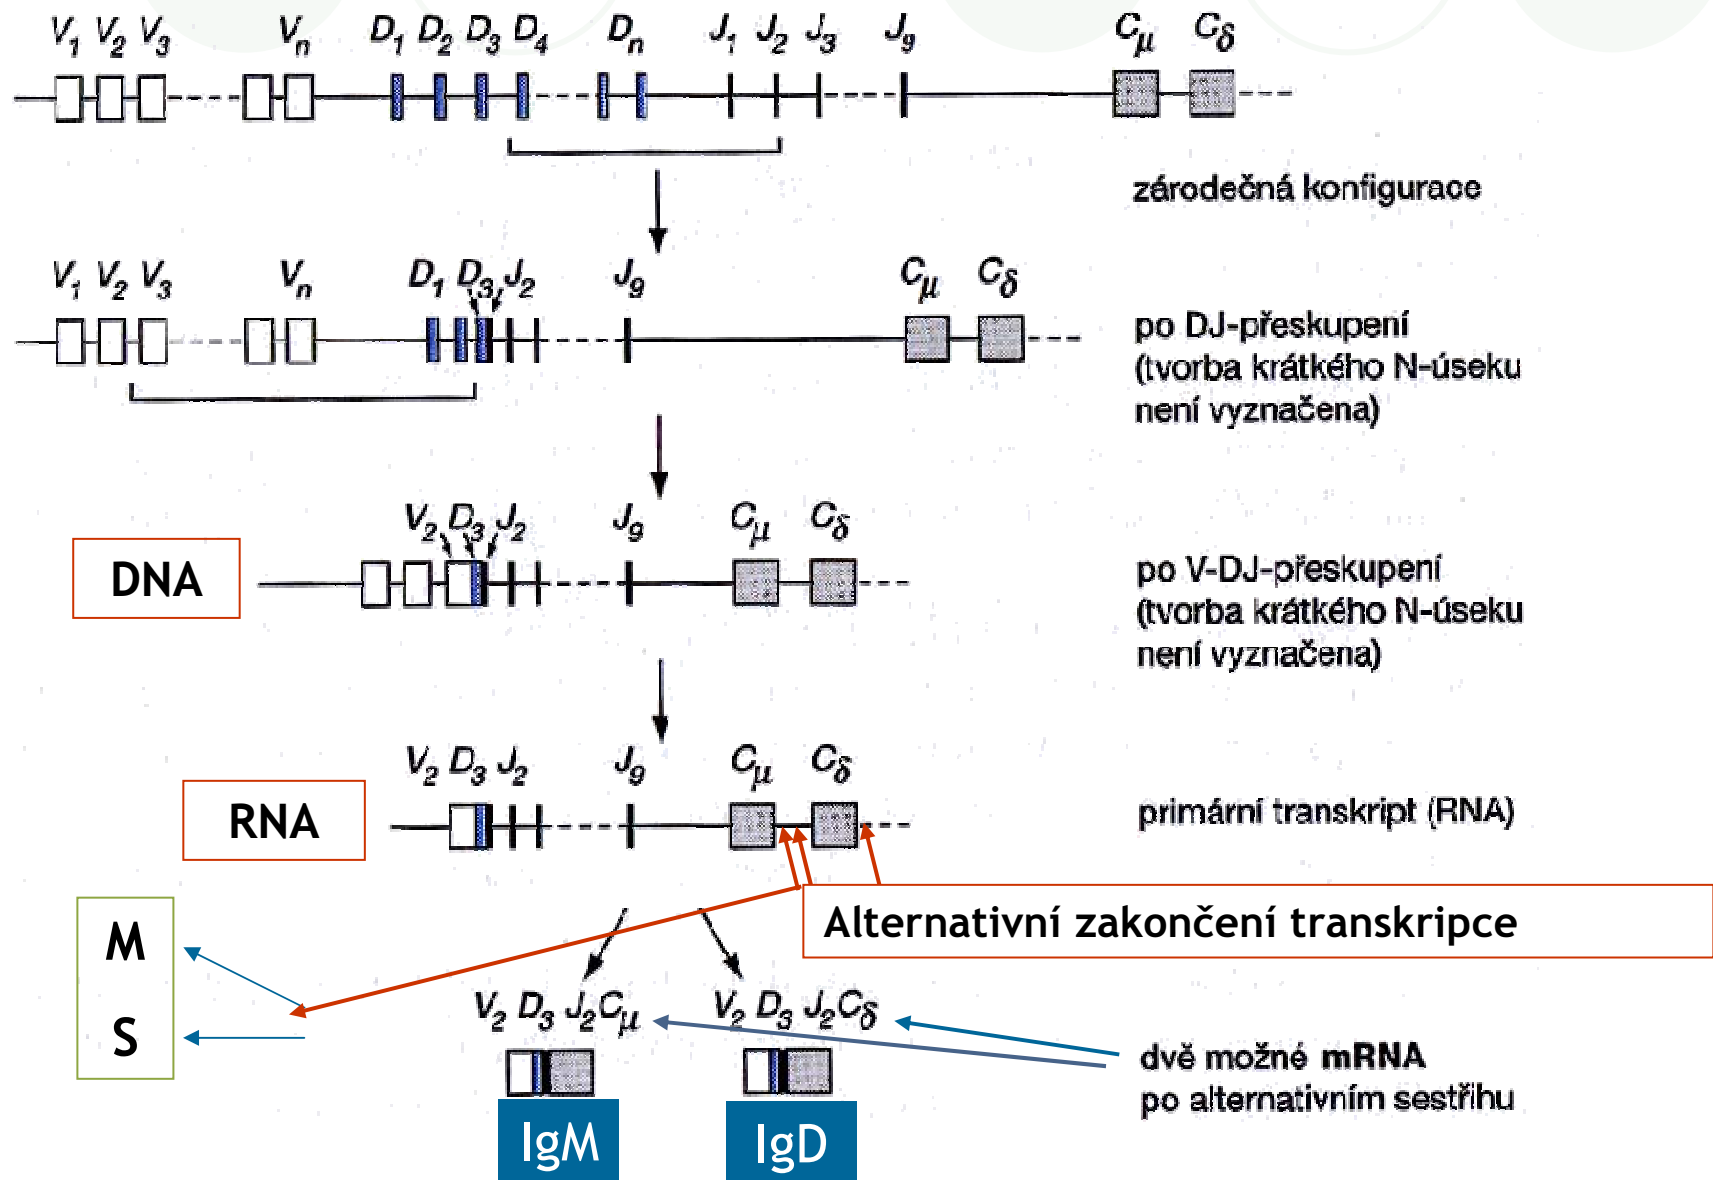 V1 V2 V3 Vn D1 D2 D3 D4 Dn J1 J2 J3 J9 Cμ Cδ
zárodečná konfigurace
V1 V2 V3 Vn D1 D3 J2 J9 Cμ Cδ
po DJ-přeskupení
(tvorba krátkého N-úseku
není vyznačena)
V2 D3 J2 J9 Cμ Cδ
DNA
po V-DJ-přeskupení
(tvorba krátkého N-úseku
není vyznačena)
V2 D3 J2 J9 Cμ Cδ
RNA
primární transkript (RNA)
Alternativní zakončení transkripce
M
S
V2 D3 J2Cμ V2 D3 J2Cδ
dvě možné mRNA
po alternativním sestřihu
IgM IgD